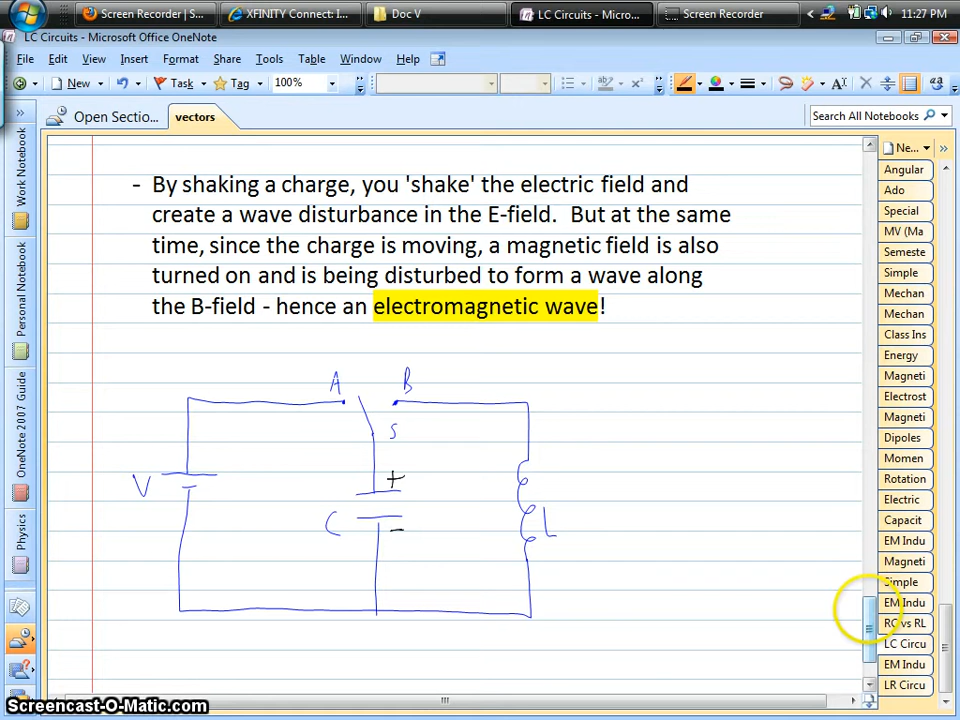 Screen Recorder | S...
XFINITY Connect: I...
Doc V
LC Circuits - Micro...
Screen Recorder
11:27 PM
LC Circuits - Microsoft Office OneNote
File Edit View Insert Format Share Tools Table Window Help
New Task Tag 100%
Open Sectio...
vectors
Search All Notebooks
Work Notebook
Personal Notebook
OneNote 2007 Guide
Physics
Ne...
Angular
Ado
Special
MV (Ma
Semeste
Simple
Mechan
Mechan
Class Ins
Energy
Magneti
Electrost
Magneti
Dipoles
Momen
Rotation
Electric
Capacit
EM Indu
Magneti
Simple
EM Indu
RC vs RL
LC Circu
EM Indu
LR Circu
- By shaking a charge, you 'shake' the electric field and
create a wave disturbance in the E-field. But at the same
time, since the charge is moving, a magnetic field is also
turned on and is being disturbed to form a wave along
the B-field - hence an electromagnetic wave!
A B
S
V
+
C
-
L
Screencast-O-Matic.com